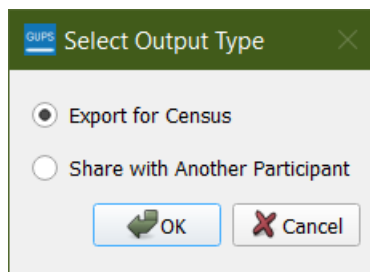 GUPS Select Output Type
Export for Census
Share with Another Participant
OK Cancel